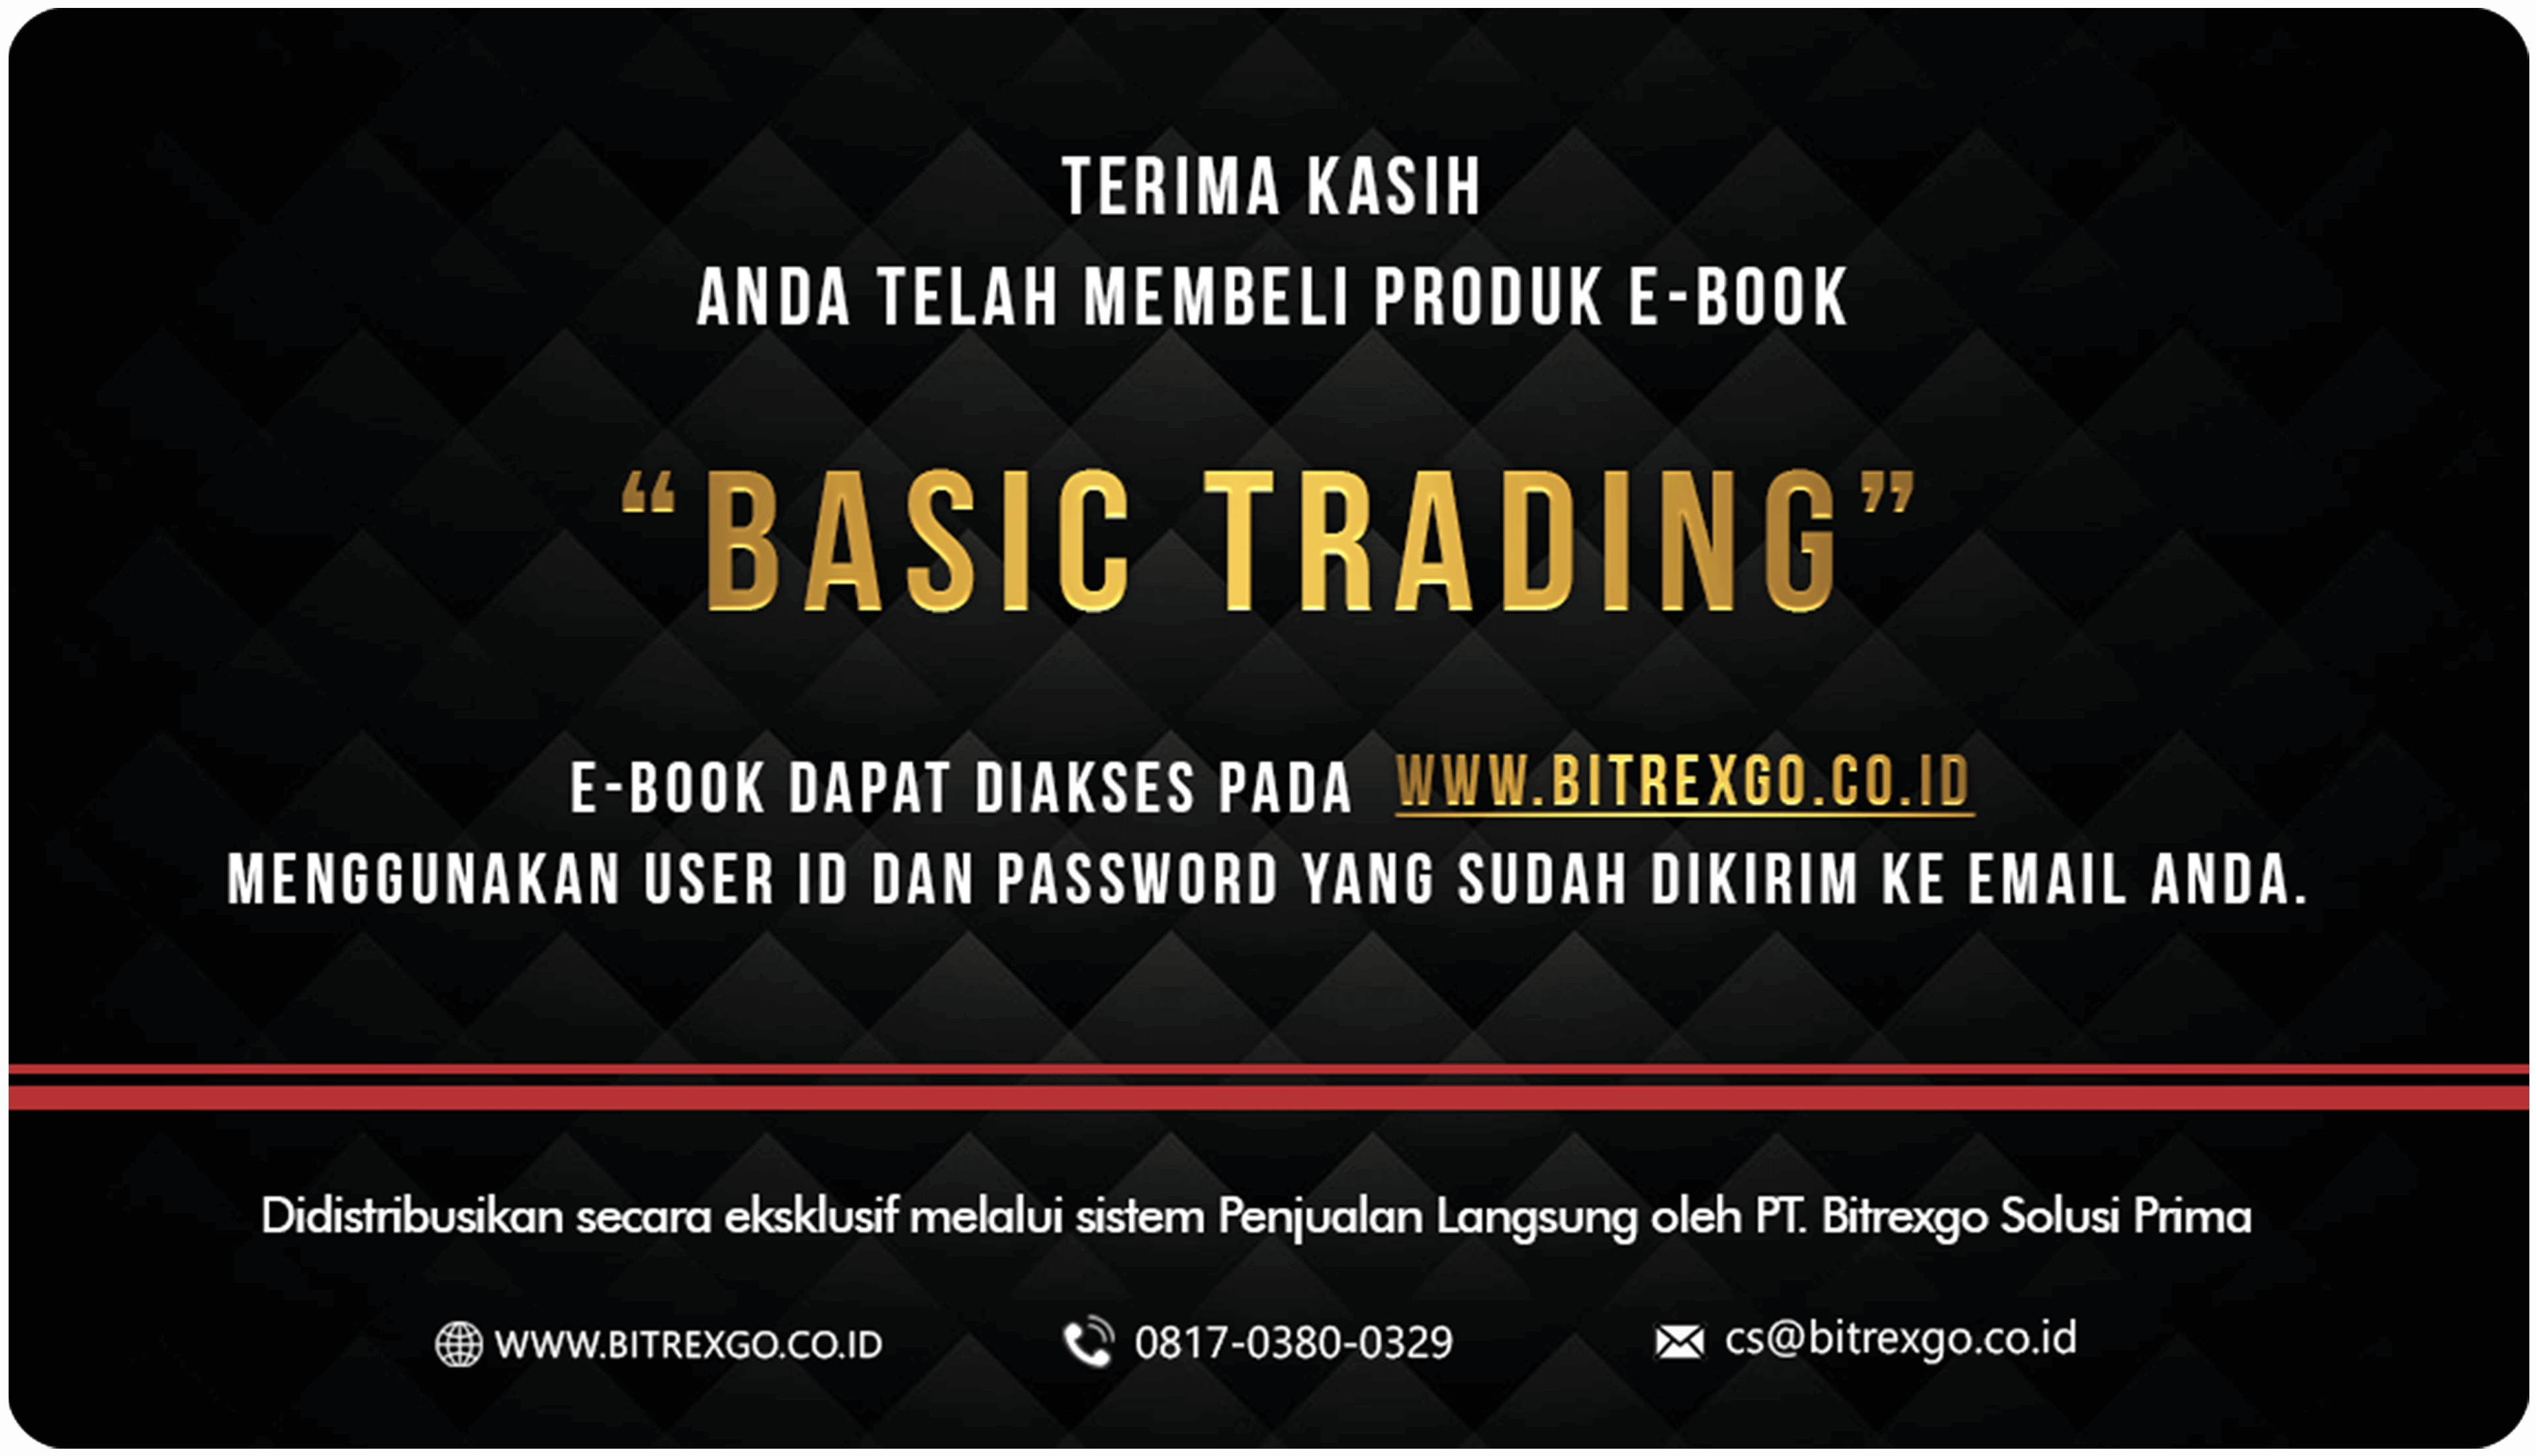 TERIMA KASIH
ANDA TELAH MEMBELI PRODUK E-BOOK
“BASIC TRADING”
E-BOOK DAPAT DIAKSES PADA WWW.BITREXGO.CO.ID
MENGGUNAKAN USER ID DAN PASSWORD YANG SUDAH DIKIRIM KE EMAIL ANDA.
Didistribusikan secara eksklusif melalui sistem Penjualan Langsung oleh PT. Bitrexgo Solusi Prima
WWW.BITREXGO.CO.ID 0817-0380-0329 cs@bitrexgo.co.id